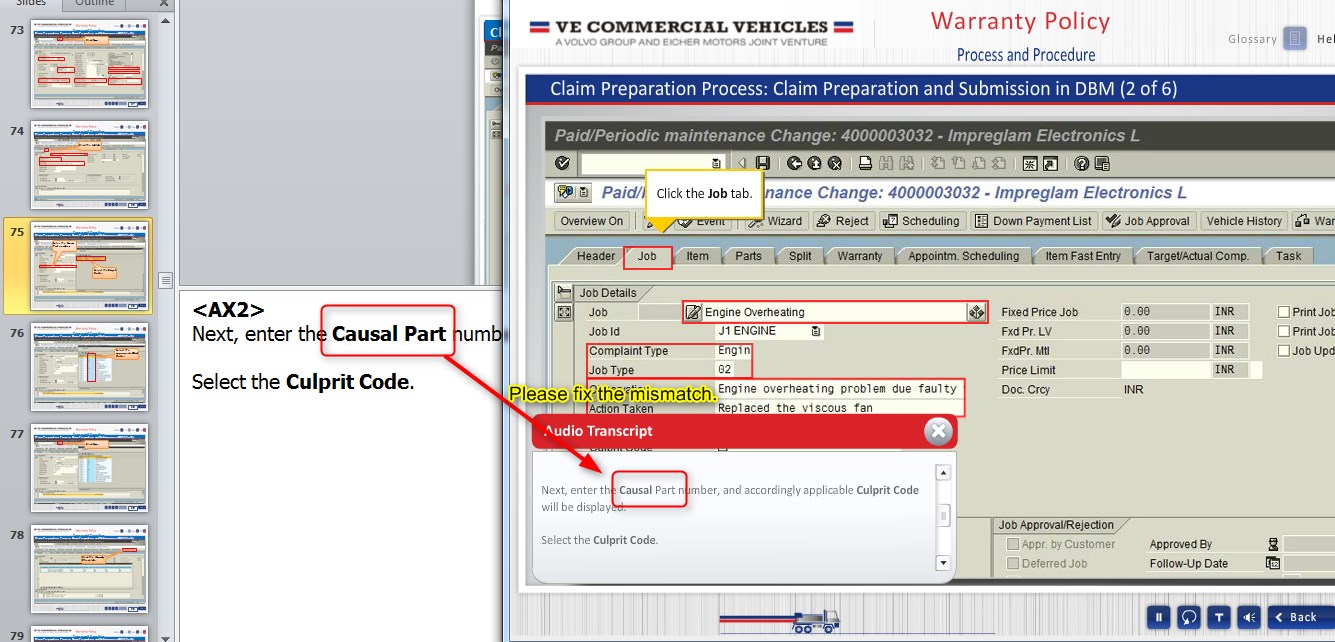 Slides
Outline
73
74
75
76
77
78
79
<AX2>
Next, enter the Causal Part numb
Select the Culprit Code.
Please fix the mismatch.
VE COMMERCIAL VEHICLES
A VOLVO GROUP AND EICHER MOTORS JOINT VENTURE
Warranty Policy
Process and Procedure
Glossary
Hel
Claim Preparation Process: Claim Preparation and Submission in DBM (2 of 6)
Paid/Periodic maintenance Change: 4000003032 - Impreglam Electronics L
Click the Job tab.
Paid/ nance Change: 4000003032 - Impreglam Electronics L
Overview On Event Wizard Reject Scheduling Down Payment List Job Approval Vehicle History War
Header Job Item Parts Split Warranty Appointm. Scheduling Item Fast Entry Target/Actual Comp. Task
Job Details
Job Engine Overheating Fixed Price Job 0.00 INR Print Job
Job Id J1 ENGINE Fxd Pr. LV 0.00 INR Print Job
Complaint Type Engin FxdPr. Mtl 0.00 INR Job Upd
Job Type 02 Price Limit INR
Engine overheating problem due faulty Doc. Crcy INR
Action Taken Replaced the viscous fan
Audio Transcript
Culprit Code
Next, enter the Causal Part number, and accordingly applicable Culprit Code
will be displayed.
Select the Culprit Code.
Job Approval/Rejection
Appr. by Customer Approved By
Deferred Job Follow-Up Date
T
Back